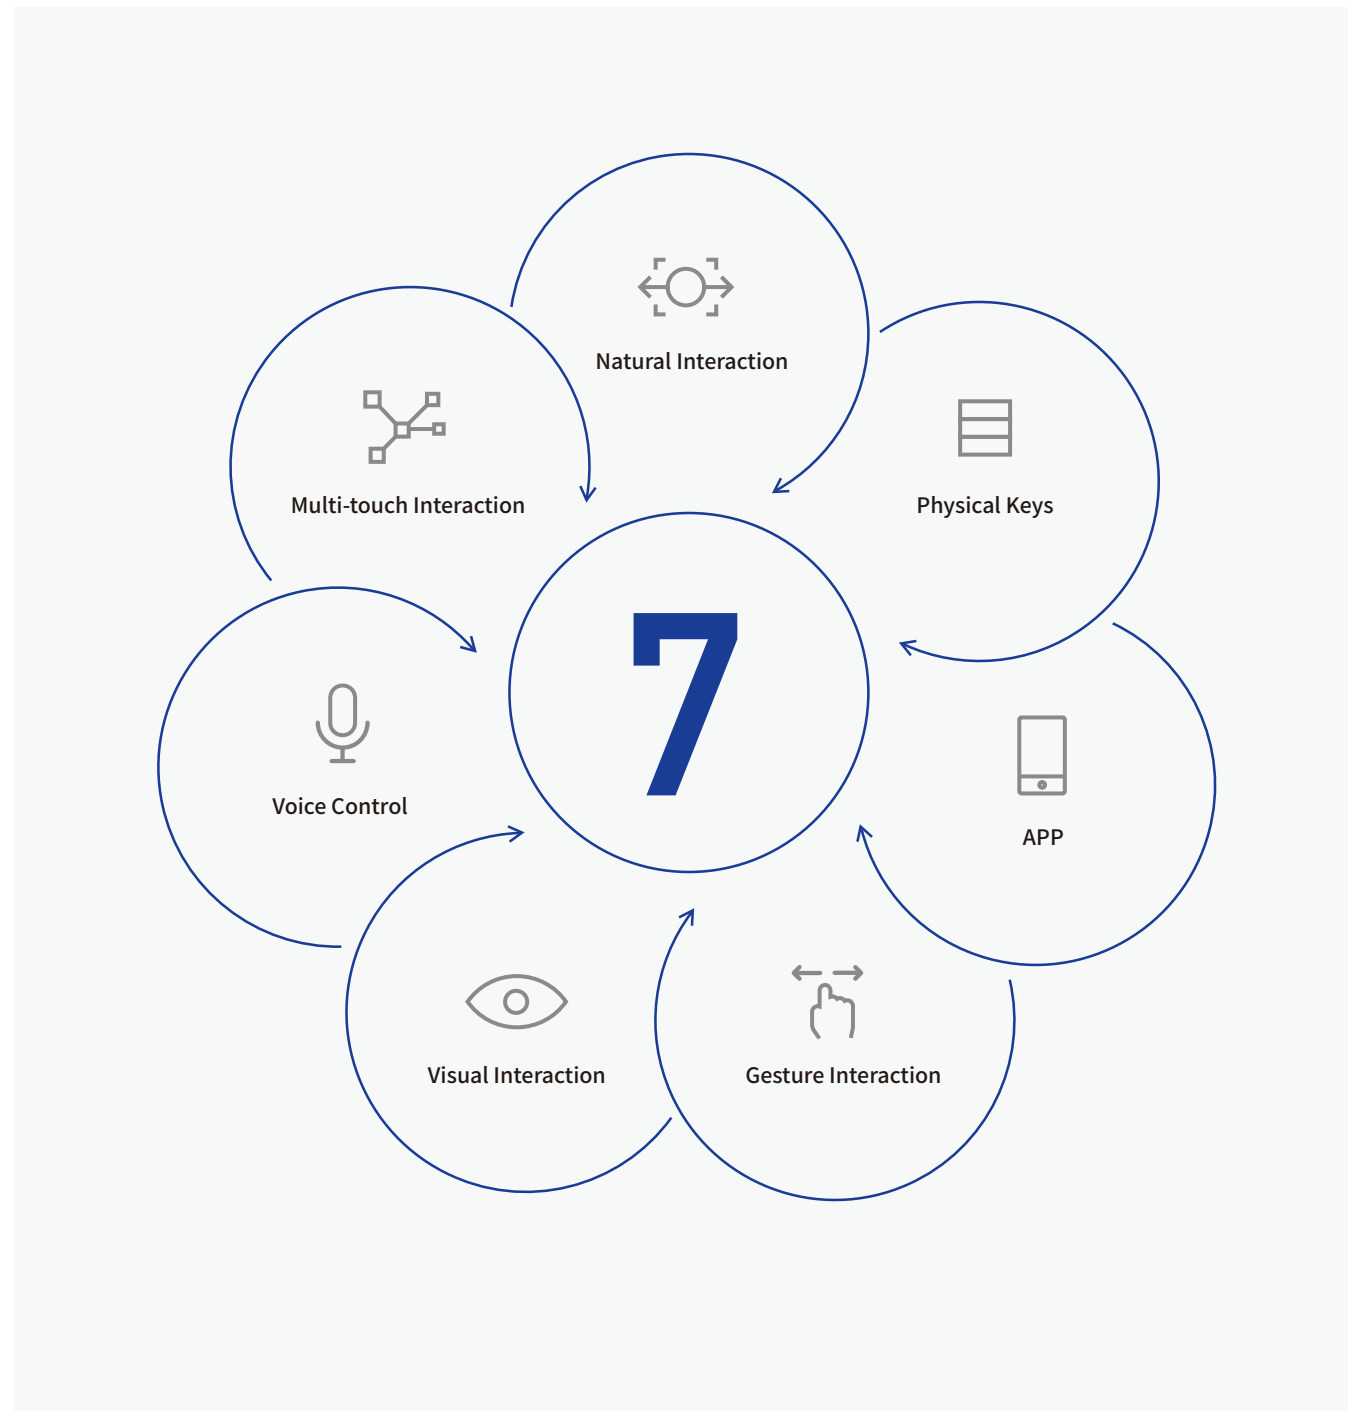 Natural Interaction
Multi-touch Interaction
Physical Keys
7
Voice Control
APP
Visual Interaction
Gesture Interaction